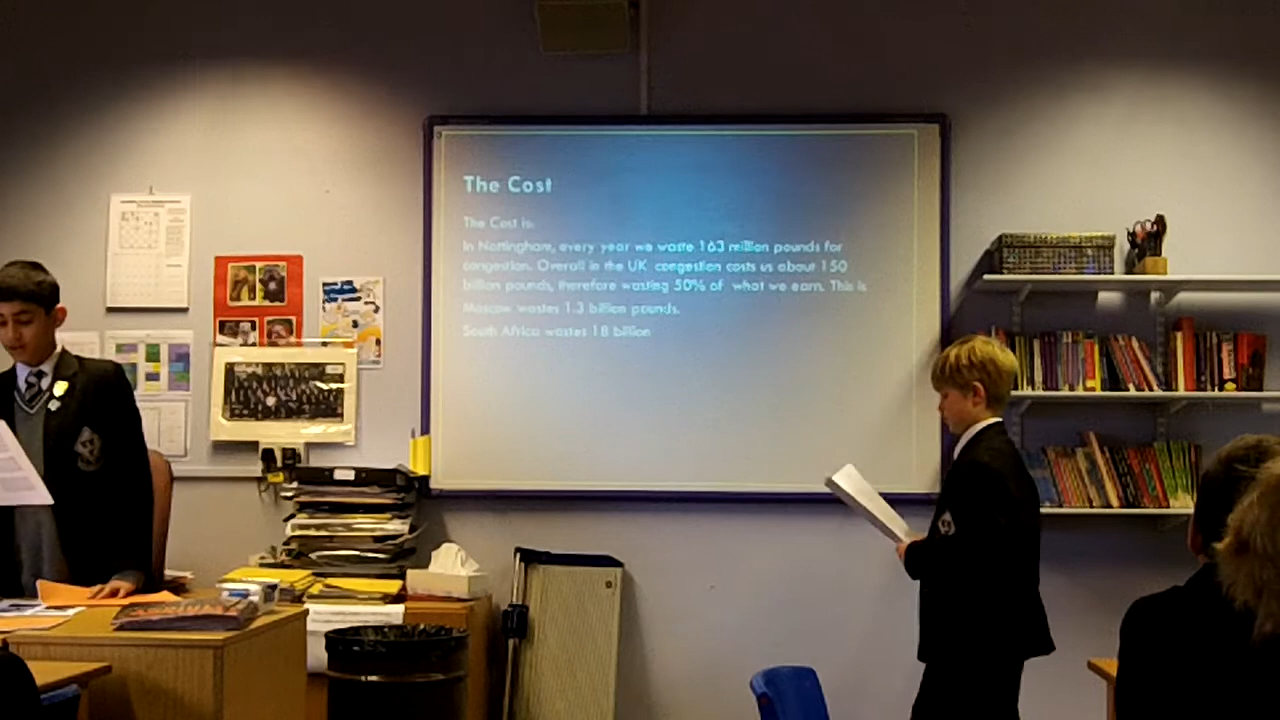 The Cost
The Cost is:
In Nottingham, every year we waste 163 million pounds for
congestion. Overall in the UK congestion costs us about 150
billion pounds, therefore wasting 50% of what we earn. This is
Moscow wastes 1.3 billion pounds.
South Africa wastes 18 billion